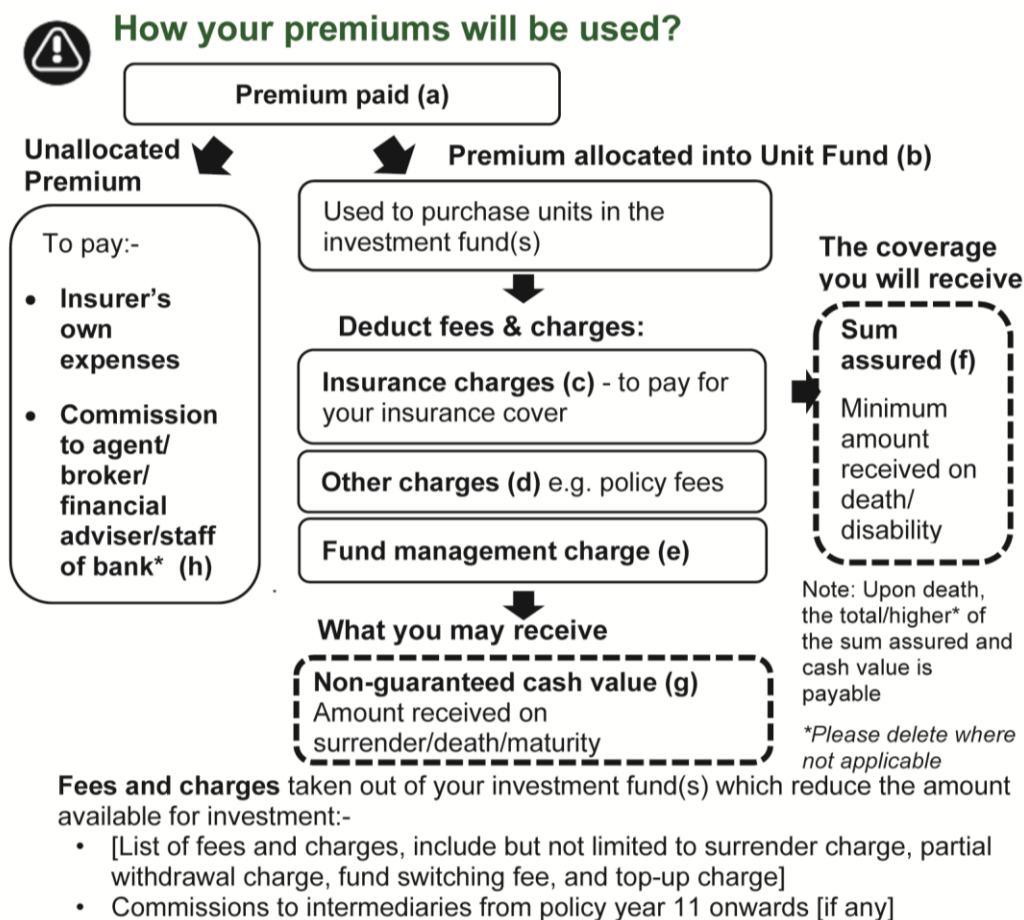 How your premiums will be used?
Premium paid (a)
Unallocated
Premium
To pay:-
• Insurer's
own
expenses
• Commission
to agent/
broker/
financial
adviser/staff
of bank* (h)
Premium allocated into Unit Fund (b)
Used to purchase units in the
investment fund(s)
Deduct fees & charges:
Insurance charges (c) - to pay for
your insurance cover
Other charges (d) e.g. policy fees
Fund management charge (e)
What you may receive
Non-guaranteed cash value (g)
Amount received on
surrender/death/maturity
The coverage
you will receive
Sum
assured (f)
Minimum
amount
received on
death/
disability
Note: Upon death,
the total/higher* of
the sum assured and
cash value is
payable
*Please delete where
not applicable
Fees and charges taken out of your investment fund(s) which reduce the amount
available for investment:-
• [List of fees and charges, include but not limited to surrender charge, partial
withdrawal charge, fund switching fee, and top-up charge]
• Commissions to intermediaries from policy year 11 onwards [if any]